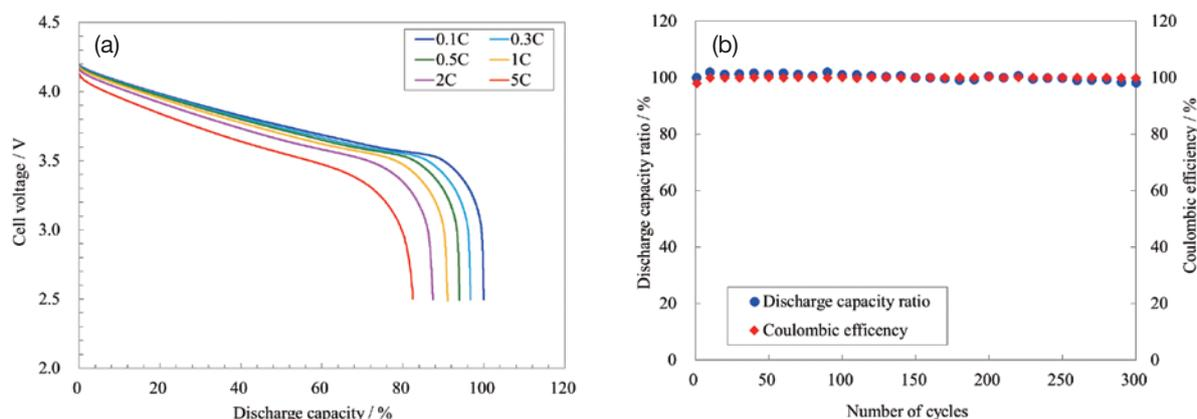 (a)
4.5
4.0
3.5
3.0
2.5
2.0
Cell voltage / V
0.1C 0.3C
0.5C 1C
2C 5C
0 20 40 60 80 100 120
Discharge capacity / %
(b)
120
100
80
60
40
20
0
Discharge capacity ratio / %
Discharge capacity ratio
Coulombic efficency
120
100
80
60
40
20
0
Coulombic efficiency / %
0 50 100 150 200 250 300
Number of cycles